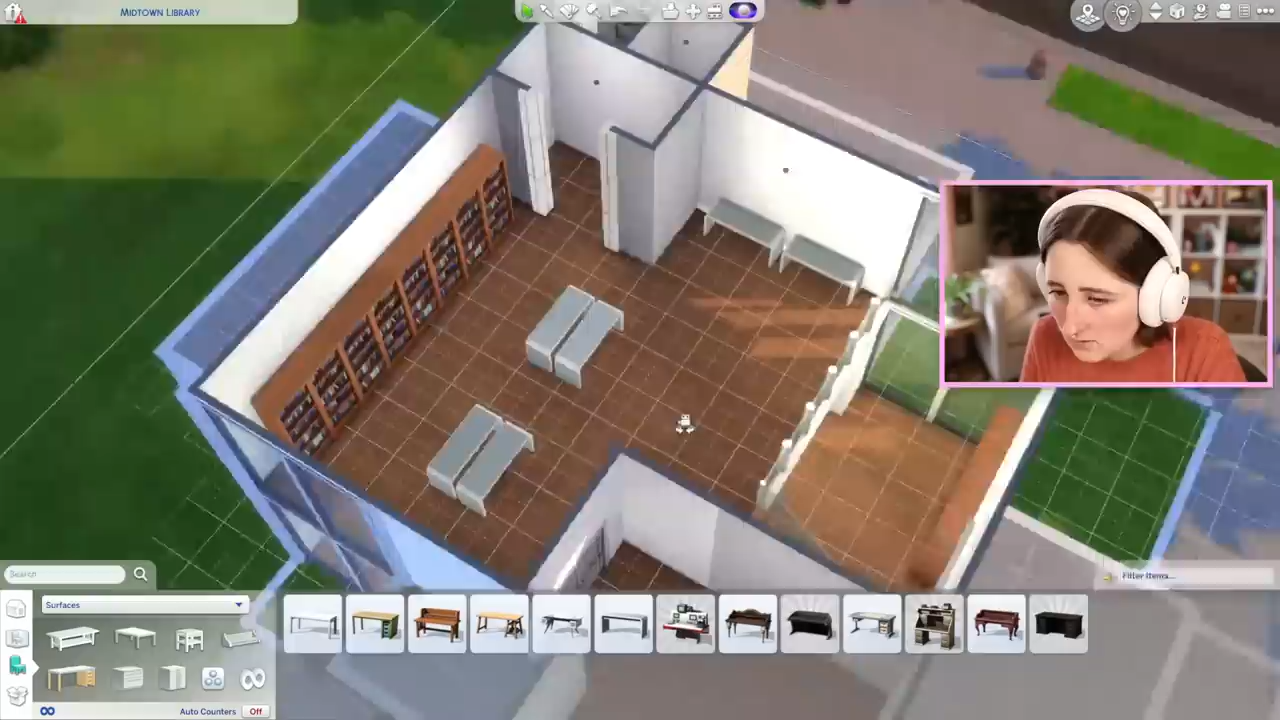 MIDTOWN LIBRARY
Search
Filter Items...
Surfaces
Auto Counters Off